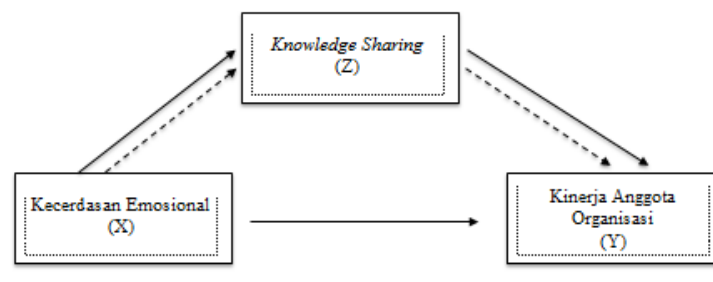 Knowledge Sharing
(Z)
Kecerdasan Emosional
(X)
Kinerja Anggota
Organisasi
(Y)